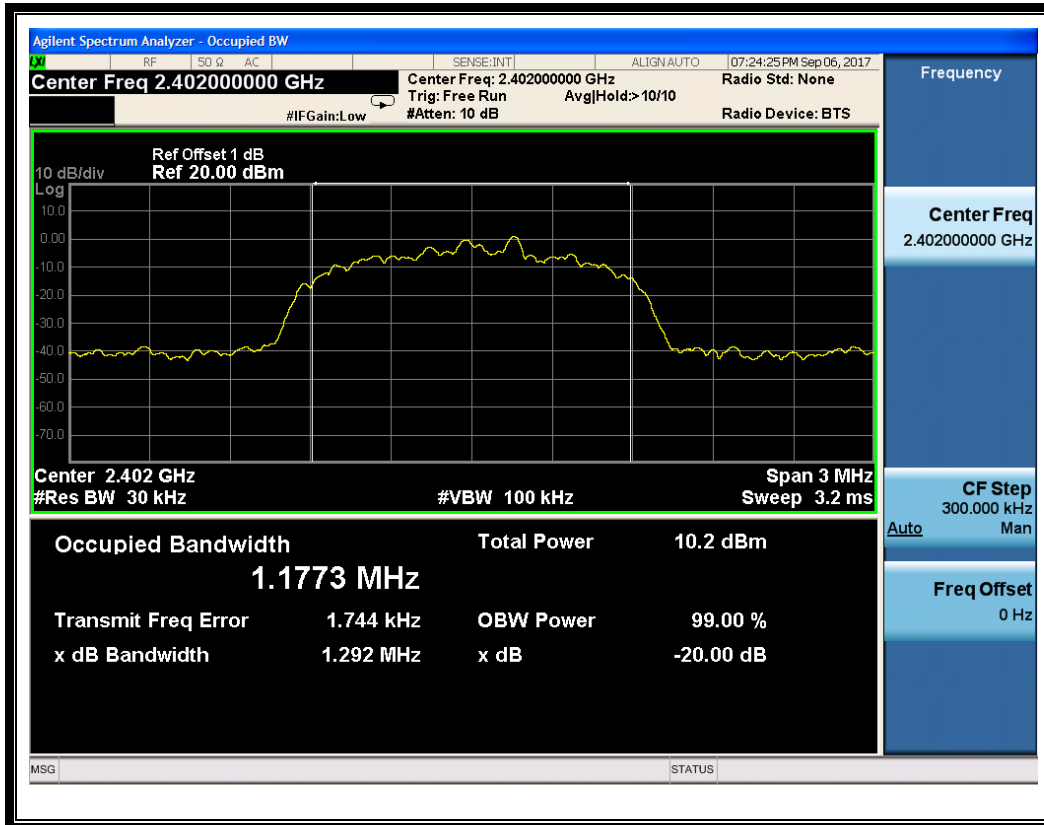 Agilent Spectrum Analyzer - Occupied BW
LXI RF 50 Ω AC SENSE:INT ALIGN AUTO 07:24:25 PM Sep 06, 2017
Center Freq 2.402000000 GHz
#IFGain:Low
Center Freq: 2.402000000 GHz
Trig: Free Run Avg|Hold:> 10/10
#Atten: 10 dB
Radio Std: None
Radio Device: BTS
Ref Offset 1 dB
10 dB/div Ref 20.00 dBm
Log
10.0
0.00
-10.0
-20.0
-30.0
-40.0
-50.0
-60.0
-70.0
Center 2.402 GHz Span 3 MHz
#Res BW 30 kHz #VBW 100 kHz Sweep 3.2 ms
Occupied Bandwidth Total Power 10.2 dBm
1.1773 MHz
Transmit Freq Error 1.744 kHz OBW Power 99.00 %
x dB Bandwidth 1.292 MHz x dB -20.00 dB
MSG STATUS
Frequency
Center Freq
2.402000000 GHz
CF Step
300.000 kHz
Auto Man
Freq Offset
0 Hz